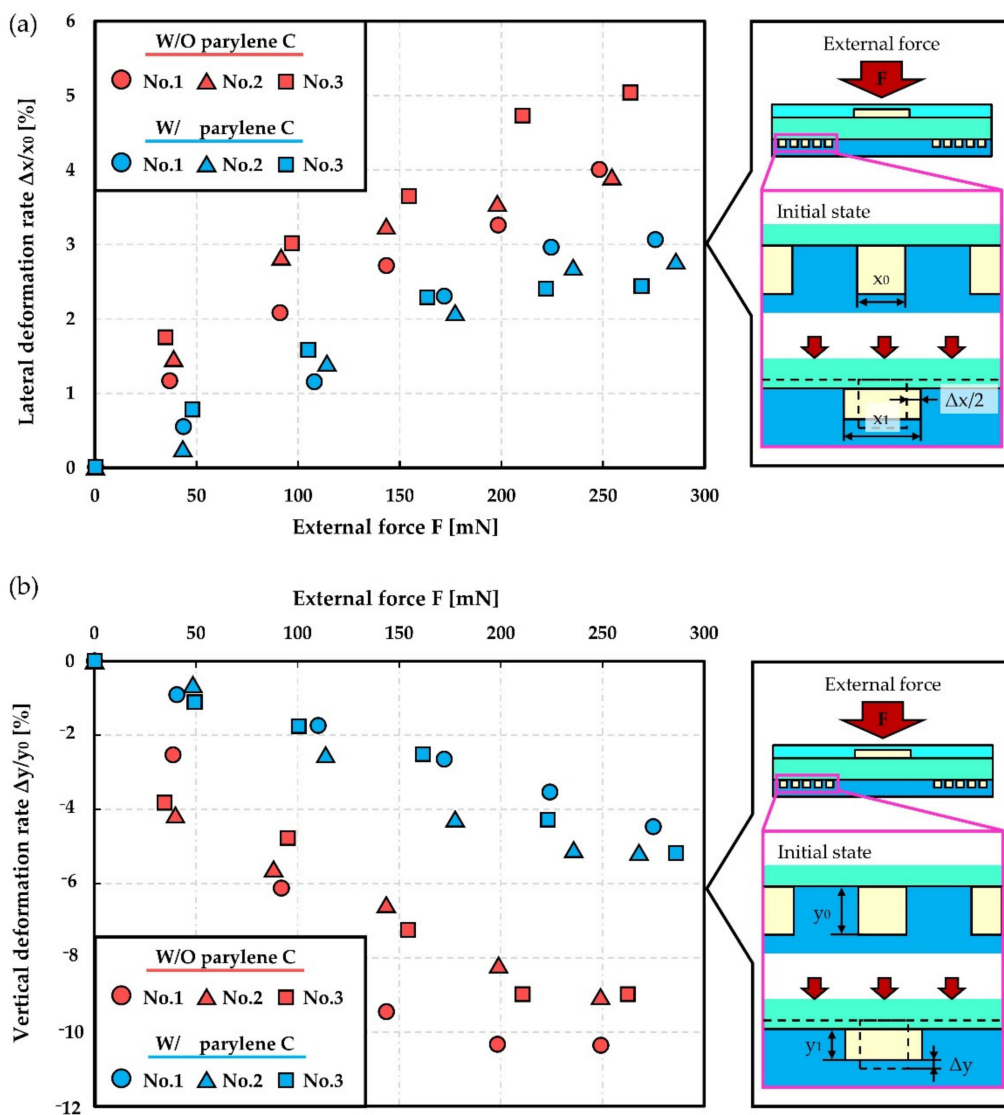 (a)
6
5
4
3
2
1
0
Lateral deformation rate Δx/x0 [%]
W/O parylene C
No.1 No.2 No.3
W/ parylene C
No.1 No.2 No.3
0 50 100 150 200 250 300
External force F [mN]
External force
F
Initial state
x0
Δx/2
x1
(b)
External force F [mN]
0 50 100 150 200 250 300
0
-2
-4
-6
-8
-10
-12
Vertical deformation rate Δy/y0 [%]
W/O parylene C
No.1 No.2 No.3
W/ parylene C
No.1 No.2 No.3
External force
F
Initial state
y0
y1
Δy